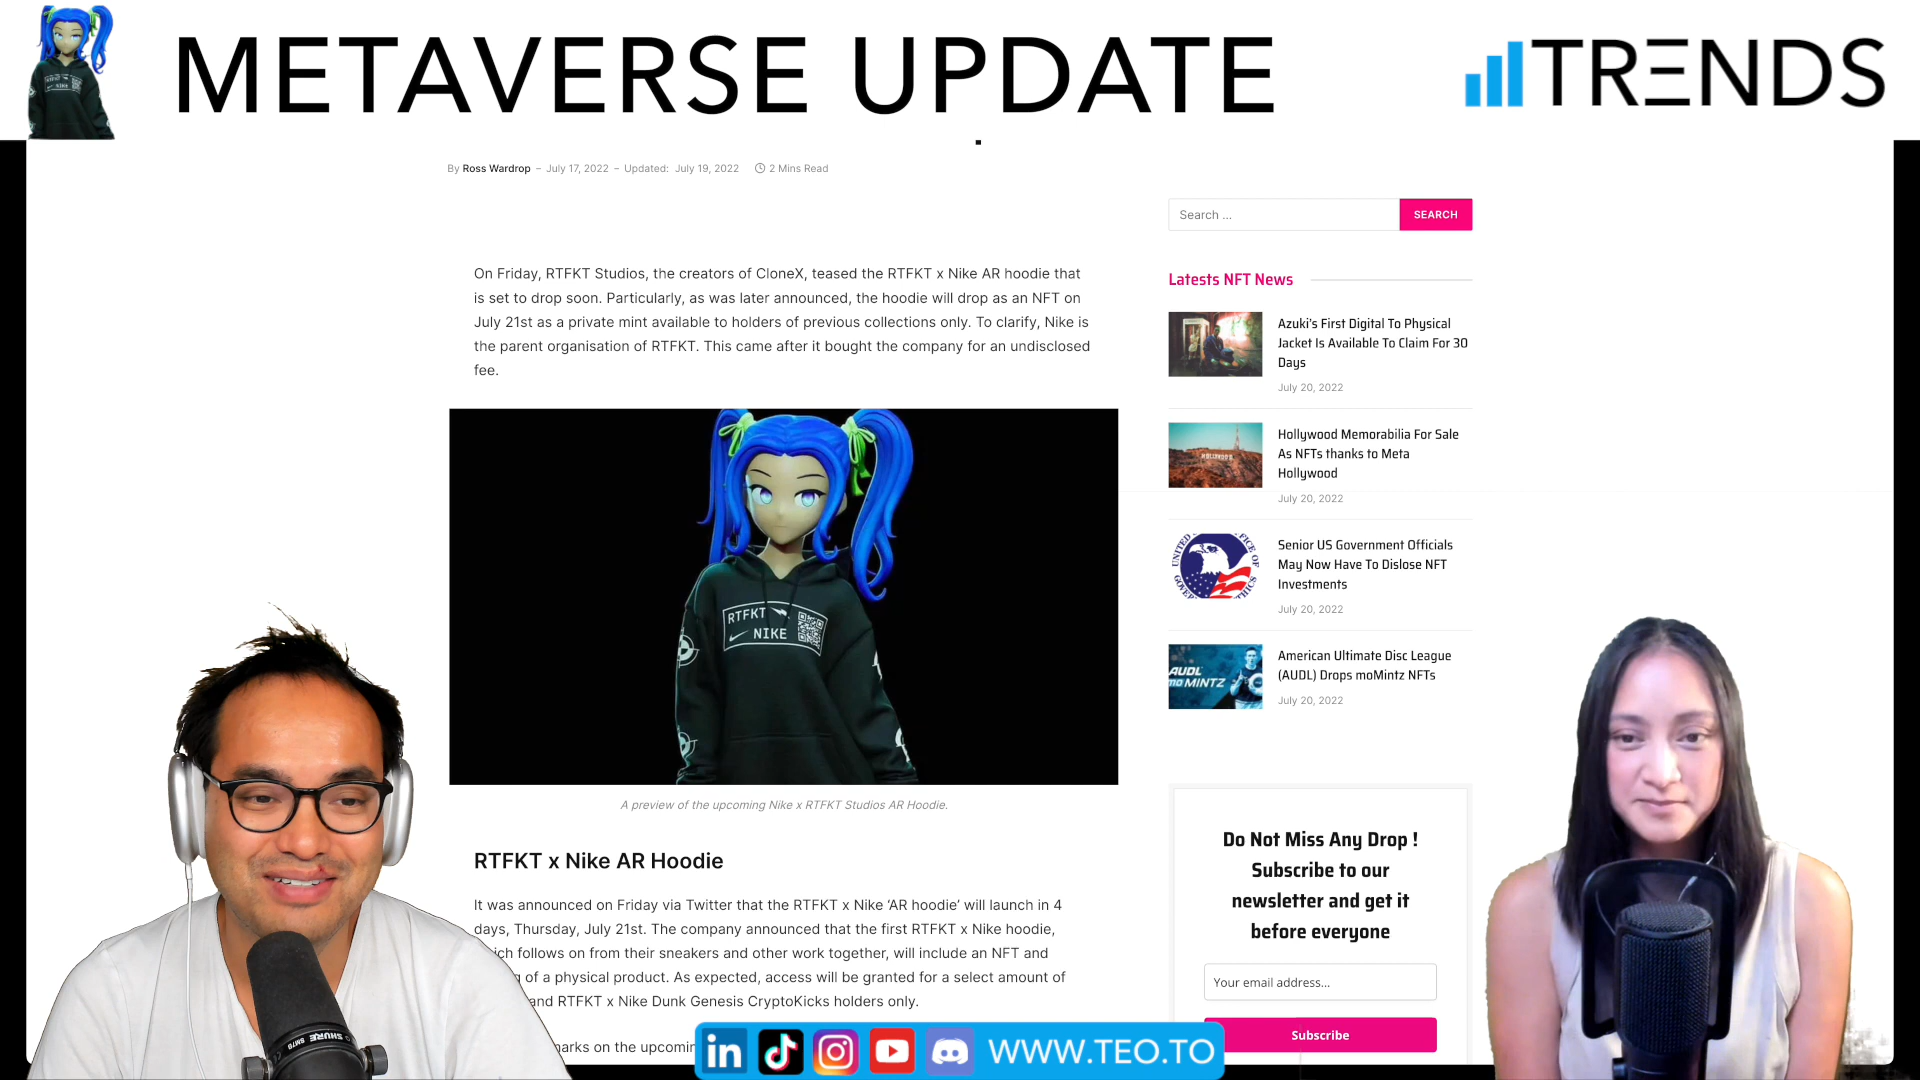 METAVERSE UPDATE
TRENDS
By Ross Wardrop – July 17, 2022 – Updated: July 19, 2022 2 Mins Read
Search ...
SEARCH
On Friday, RTFKT Studios, the creators of CloneX, teased the RTFKT x Nike AR hoodie that
is set to drop soon. Particularly, as was later announced, the hoodie will drop as an NFT on
July 21st as a private mint available to holders of previous collections only. To clarify, Nike is
the parent organisation of RTFKT. This came after it bought the company for an undisclosed
fee.
RTFKT
NIKE
A preview of the upcoming Nike x RTFKT Studios AR Hoodie.
RTFKT x Nike AR Hoodie
It was announced on Friday via Twitter that the RTFKT x Nike ‘AR hoodie’ will launch in 4
days, Thursday, July 21st. The company announced that the first RTFKT x Nike hoodie,
follows on from their sneakers and other work together, will include an NFT and
of a physical product. As expected, access will be granted for a select amount of
and RTFKT x Nike Dunk Genesis CryptoKicks holders only.
on the
Latests NFT News
Azuki's First Digital To Physical
Jacket Is Available To Claim For 30
Days
July 20, 2022
HOLLYWOOD
Hollywood Memorabilia For Sale
As NFTs thanks to Meta
Hollywood
July 20, 2022
Senior US Government Officials
May Now Have To Dislose NFT
Investments
July 20, 2022
AUDL
MINTZ
American Ultimate Disc League
(AUDL) Drops moMintz NFTs
July 20, 2022
Do Not Miss Any Drop !
Subscribe to our
newsletter and get it
before everyone
Your email address...
Subscribe
SHURE
SM7B
in
WWW.TEO.TO